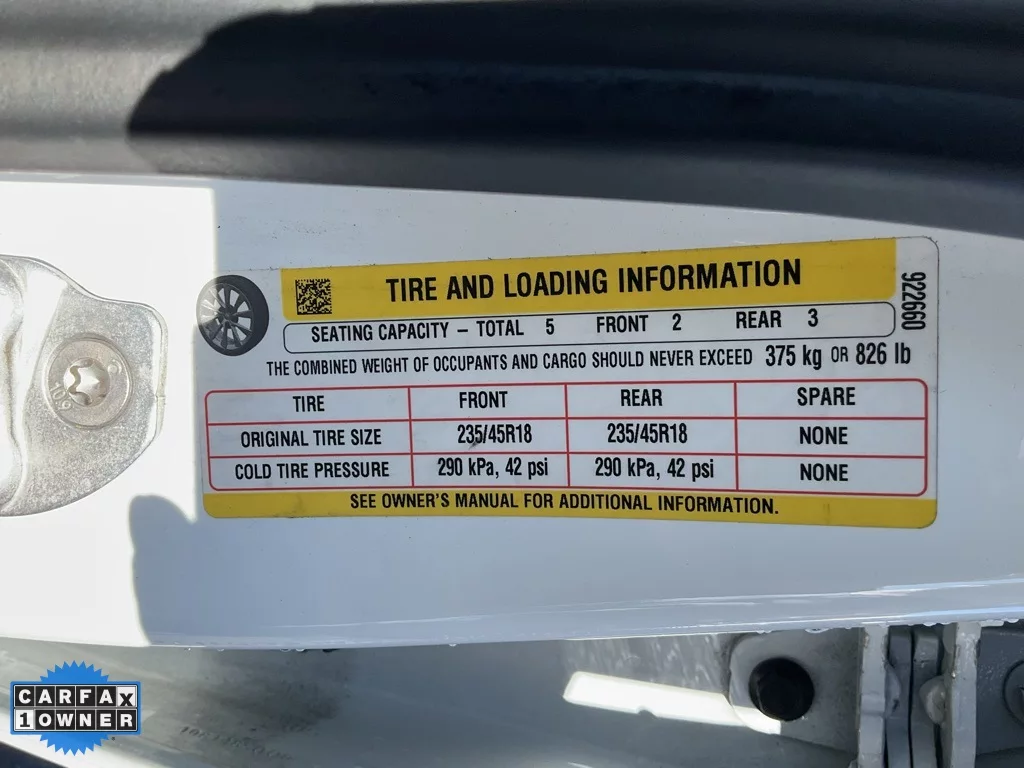 TIRE AND LOADING INFORMATION
SEATING CAPACITY – TOTAL 5 FRONT 2 REAR 3
922660
THE COMBINED WEIGHT OF OCCUPANTS AND CARGO SHOULD NEVER EXCEED 375 kg OR 826 lb
TIRE FRONT REAR SPARE
ORIGINAL TIRE SIZE 235/45R18 235/45R18 NONE
COLD TIRE PRESSURE 290 kPa, 42 psi 290 kPa, 42 psi NONE
SEE OWNER'S MANUAL FOR ADDITIONAL INFORMATION.
CARFAX
1 OWNER